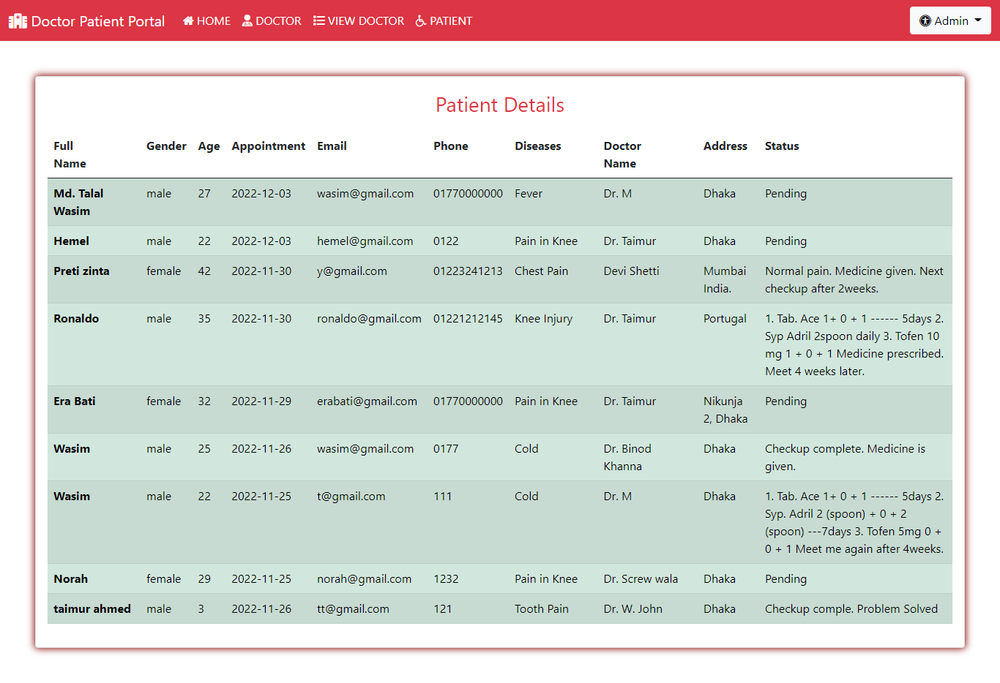 Doctor Patient Portal HOME DOCTOR VIEW DOCTOR PATIENT Admin
Patient Details
Full Name Gender Age Appointment Email Phone Diseases Doctor Name Address Status
Md. Talal Wasim male 27 2022-12-03 wasim@gmail.com 01770000000 Fever Dr. M Dhaka Pending
Hemel male 22 2022-12-03 hemel@gmail.com 0122 Pain in Knee Dr. Taimur Dhaka Pending
Preti zinta female 42 2022-11-30 y@gmail.com 01223241213 Chest Pain Devi Shetti Mumbai India. Normal pain. Medicine given. Next checkup after 2weeks.
Ronaldo male 35 2022-11-30 ronaldo@gmail.com 01221212145 Knee Injury Dr. Taimur Portugal 1. Tab. Ace 1+ 0 + 1 ------ 5days 2. Syp Adril 2spoon daily 3. Tofen 10 mg 1 + 0 + 1 Medicine prescribed. Meet 4 weeks later.
Era Bati female 32 2022-11-29 erabati@gmail.com 01770000000 Pain in Knee Dr. Taimur Nikunja 2, Dhaka Pending
Wasim male 25 2022-11-26 wasim@gmail.com 0177 Cold Dr. Binod Khanna Dhaka Checkup complete. Medicine is given.
Wasim male 22 2022-11-25 t@gmail.com 111 Cold Dr. M Dhaka 1. Tab. Ace 1+ 0 + 1 ------ 5days 2. Syp. Adril 2 (spoon) + 0 + 2 (spoon) ---7days 3. Tofen 5mg 0 + 0 + 1 Meet me again after 4weeks.
Norah female 29 2022-11-25 norah@gmail.com 1232 Pain in Knee Dr. Screw wala Dhaka Pending
taimur ahmed male 3 2022-11-26 tt@gmail.com 121 Tooth Pain Dr. W. John Dhaka Checkup comple. Problem Solved